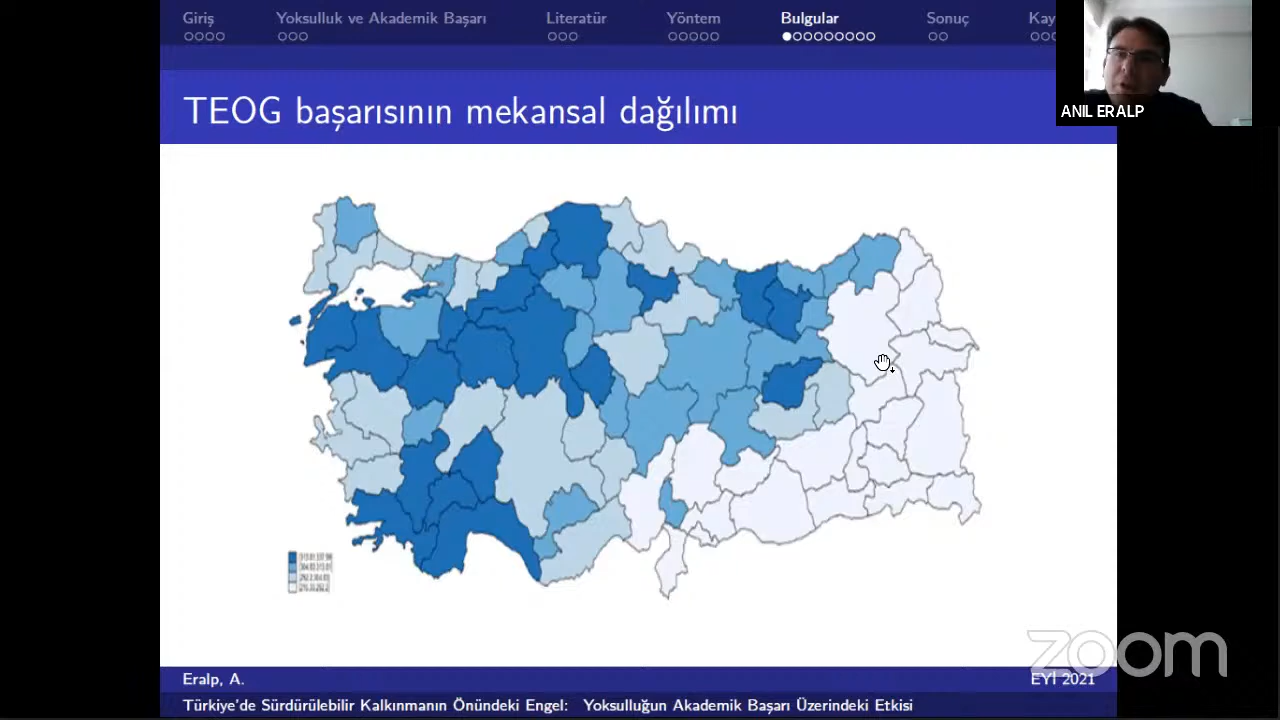 Giriş Yoksulluk ve Akademik Başarı Literatür Yöntem Bulgular Sonuç Kay
ANIL ERALP
TEOG başarısının mekansal dağılımı
zoom
Eralp, A. EYİ 2021
Türkiye'de Sürdürülebilir Kalkınmanın Önündeki Engel: Yoksulluğun Akademik Başarı Üzerindeki Etkisi